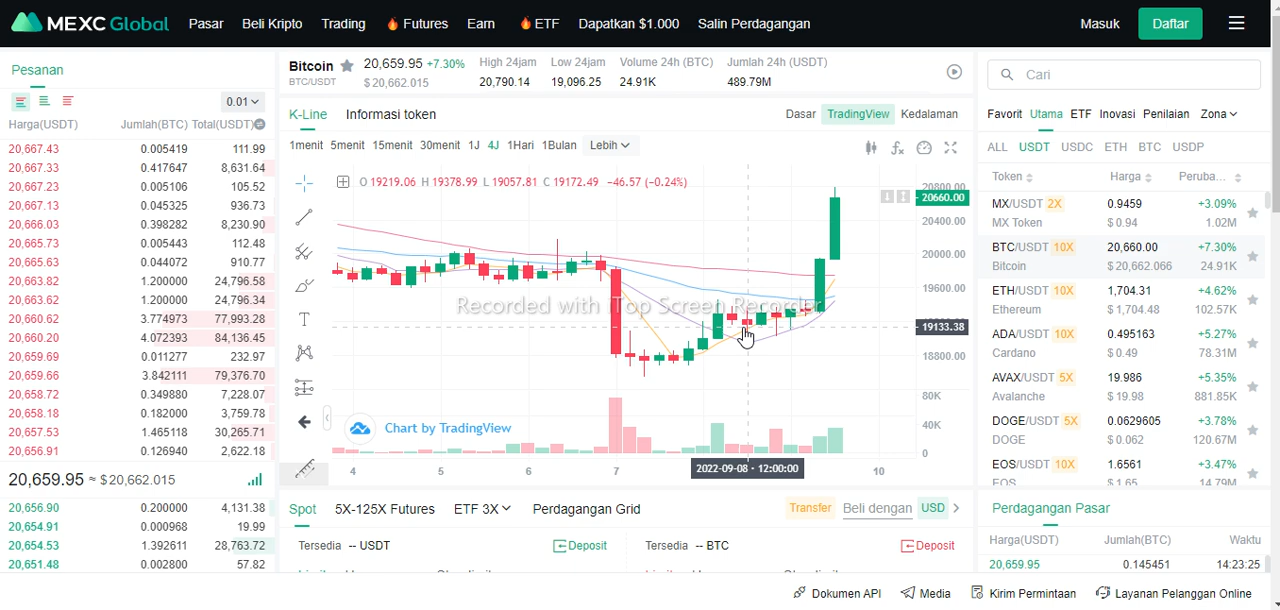 MEXC Global Pasar Beli Kripto Trading Futures Earn ETF Dapatkan $1.000 Salin Perdagangan Masuk Daftar
Pesanan
0.01
Harga(USDT) Jumlah(BTC) Total(USDT)
20,667.43 0.005419 111.99
20,667.33 0.417647 8,631.64
20,667.23 0.005106 105.52
20,667.13 0.045325 936.73
20,666.03 0.398282 8,230.90
20,665.73 0.005443 112.48
20,665.63 0.044072 910.77
20,663.82 1.200000 24,796.58
20,663.62 1.200000 24,796.34
20,660.62 3.774973 77,993.28
20,660.20 4.072393 84,136.45
20,659.69 0.011277 232.97
20,659.66 3.842111 79,376.70
20,658.72 0.349880 7,228.07
20,658.18 0.182000 3,759.78
20,657.53 1.465118 30,265.71
20,656.91 0.126940 2,622.18
20,659.95 ≈ $20,662.015
20,656.90 0.200000 4,131.38
20,654.91 0.000968 19.99
20,654.53 1.392611 28,763.72
20,651.48 0.002800 57.82
Bitcoin 20,659.95 +7.30% High 24jam Low 24jam Volume 24h (BTC) Jumlah 24h (USDT)
BTC/USDT $ 20,662.015 20,790.14 19,096.25 24.91K 489.79M
K-Line Informasi token Dasar TradingView Kedalaman
1menit 5menit 15menit 30menit 1J 4J 1Hari 1Bulan Lebih
O 19219.06 H 19378.99 L 19057.81 C 19172.49 −46.57 (−0.24%)
20800.00
20660.00
20400.00
20000.00
19600.00
Recorded with iTop Screen Recorder
19133.38
18800.00
80K
40K
0
Chart by TradingView
4 5 6 7 2022-09-08 - 12:00:00 10
Spot 5X-125X Futures ETF 3X Perdagangan Grid Transfer Beli dengan USD
Tersedia -- USDT Deposit Tersedia -- BTC Deposit
Cari
Favorit Utama ETF Inovasi Penilaian Zona
ALL USDT USDC ETH BTC USDP
Token Harga Peruba...
MX/USDT 2X 0.9459 +3.09%
MX Token $ 0.94 1.02M
BTC/USDT 10X 20,660.00 +7.30%
Bitcoin $ 20,662.066 24.91K
ETH/USDT 10X 1,704.31 +4.62%
Ethereum $ 1,704.48 102.57K
ADA/USDT 10X 0.495163 +5.27%
Cardano $ 0.49 78.31M
AVAX/USDT 5X 19.986 +5.35%
Avalanche $ 19.98 881.85K
DOGE/USDT 5X 0.0629605 +3.78%
DOGE $ 0.062 120.67M
EOS/USDT 10X 1.6561 +3.47%
EOS $ 1.65 14.79M
Perdagangan Pasar
Harga(USDT) Jumlah(BTC) Waktu
20,659.95 0.145451 14:23:25
Dokumen API Media Kirim Permintaan Layanan Pelanggan Online